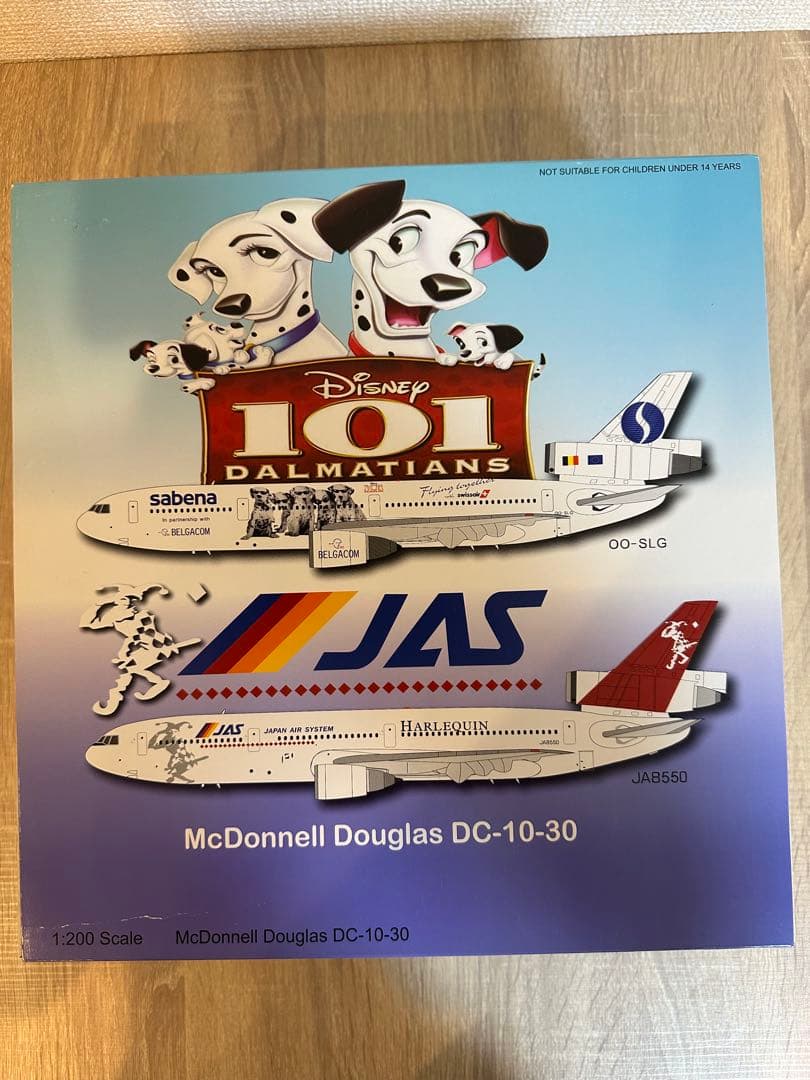 NOT SUITABLE FOR CHILDREN UNDER 14 YEARS
Disney
101
DALMATIANS
sabena
In partnership with
BELGACOM
Flying together
swissair
OO-SLG
BELGACOM
OO-SLG
JAS
JAS
JAPAN AIR SYSTEM
HARLEQUIN
JA8550
JA8550
McDonnell Douglas DC-10-30
1:200 Scale McDonnell Douglas DC-10-30